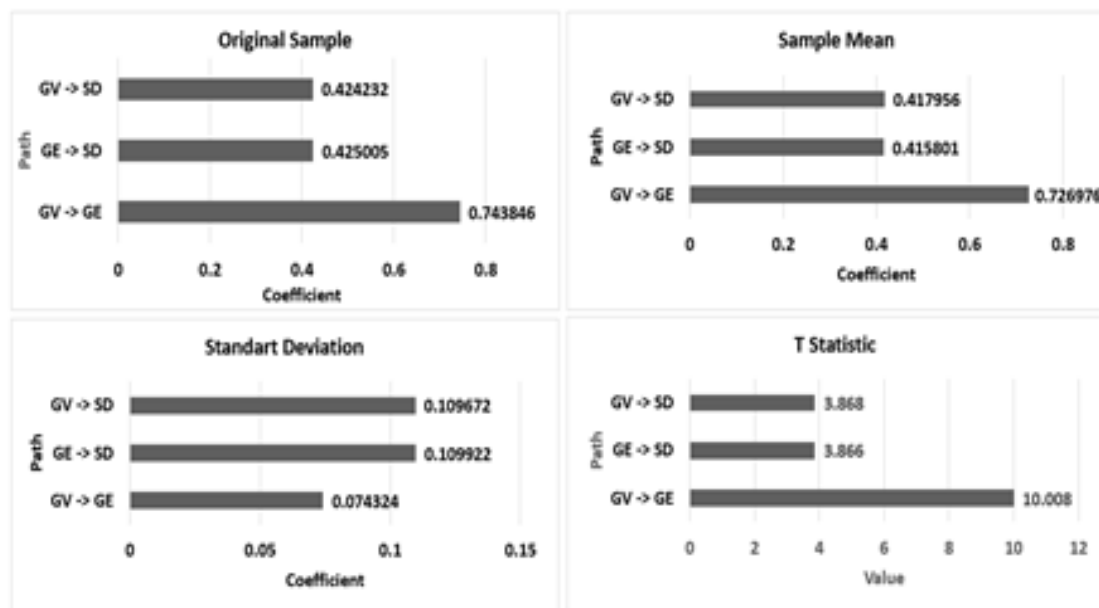 Original Sample
GV -> SD
0.424232
GE -> SD
0.425005
GV -> GE
0.743846
Path
0 0.2 0.4 0.6 0.8
Coefficient
Sample Mean
GV -> SD
0.417956
GE -> SD
0.415801
GV -> GE
0.726976
Path
0 0.2 0.4 0.6 0.8
Coefficient
Standart Deviation
GV -> SD
0.109672
GE -> SD
0.109922
GV -> GE
0.074324
Path
0 0.05 0.1 0.15
Coefficient
T Statistic
GV -> SD
3.868
GE -> SD
3.866
GV -> GE
10.008
Path
0 2 4 6 8 10 12
Value